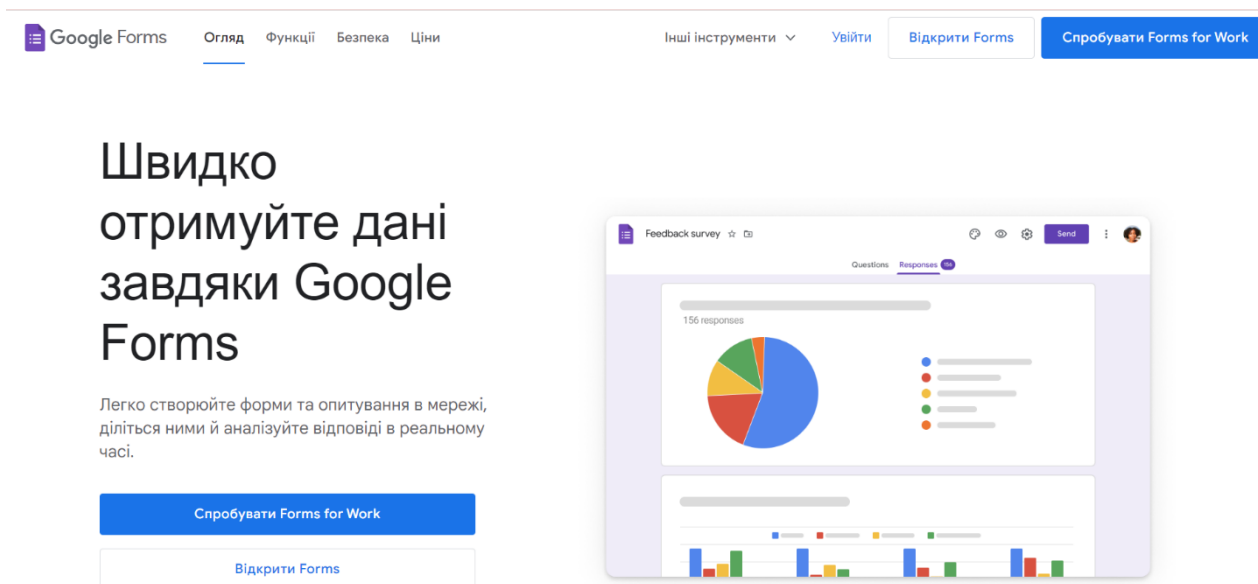 Google Forms
Огляд
Функції
Безпека
Ціни
Інші інструменти
Увійти
Відкрити Forms
Спробувати Forms for Work
Швидко
отримуйте дані
завдяки Google
Forms
Легко створюйте форми та опитування в мережі,
діліться ними й аналізуйте відповіді в реальному
часі.
Спробувати Forms for Work
Відкрити Forms
Feedback survey
Send
Questions
Responses
156 responses